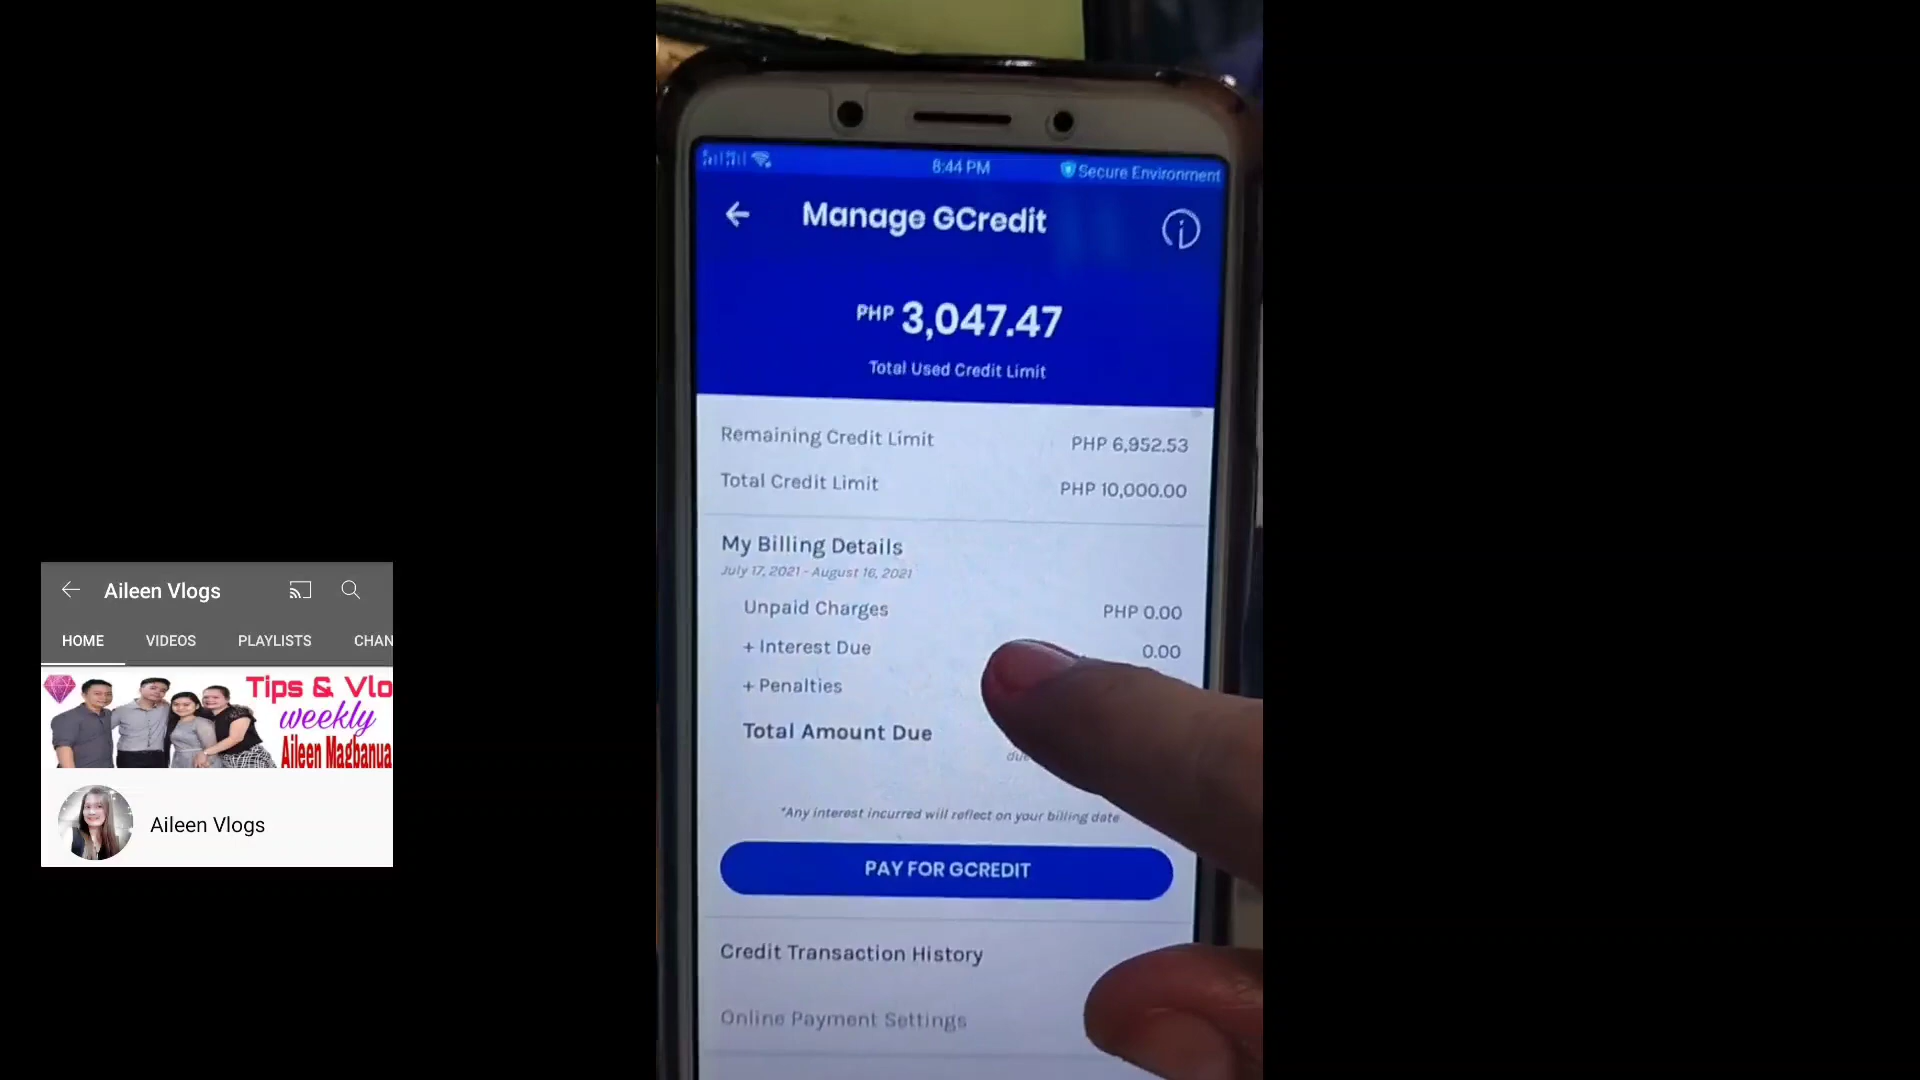 8:44 PM
Secure Environment
Manage GCredit
PHP 3,047.47
Total Used Credit Limit
Remaining Credit Limit PHP 6,952.53
Total Credit Limit PHP 10,000.00
My Billing Details
July 17, 2021 - August 16, 2021
Unpaid Charges PHP 0.00
+ Interest Due 0.00
+ Penalties
Total Amount Due
due
*Any interest incurred will reflect on your billing date
PAY FOR GCREDIT
Credit Transaction History
Online Payment Settings
Aileen Vlogs
HOME VIDEOS PLAYLISTS CHAN
Tips & Vlo
weekly
Aileen Magbanua
Aileen Vlogs